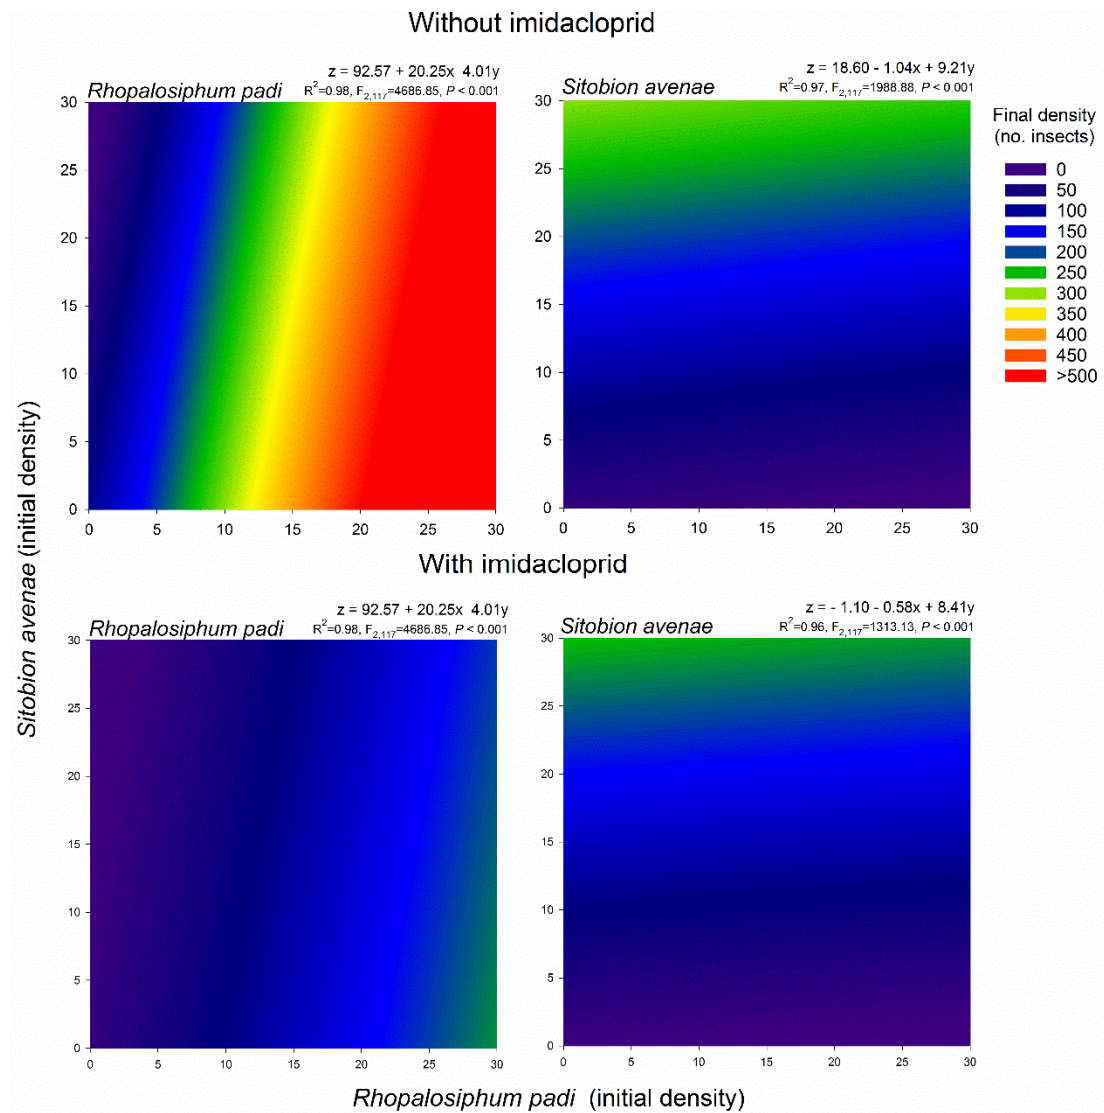 Without imidacloprid
z = 92.57 + 20.25x 4.01y
Rhopalosiphum padi
R²=0.98, F₂,₁₁₇=4686.85, P < 0.001
30
25
20
15
10
5
0
0 5 10 15 20 25 30
z = 18.60 - 1.04x + 9.21y
Sitobion avenae
R²=0.97, F₂,₁₁₇=1988.88, P < 0.001
30
25
20
15
10
5
0
0 5 10 15 20 25 30
Final density
(no. insects)
0
50
100
150
200
250
300
350
400
450
>500
Sitobion avenae (initial density)
With imidacloprid
z = 92.57 + 20.25x 4.01y
Rhopalosiphum padi
R²=0.98, F₂,₁₁₇=4686.85, P < 0.001
30
25
20
15
10
5
0
0 5 10 15 20 25 30
z = - 1.10 - 0.58x + 8.41y
Sitobion avenae
R²=0.96, F₂,₁₁₇=1313.13, P < 0.001
30
25
20
15
10
5
0
0 5 10 15 20 25 30
Rhopalosiphum padi (initial density)